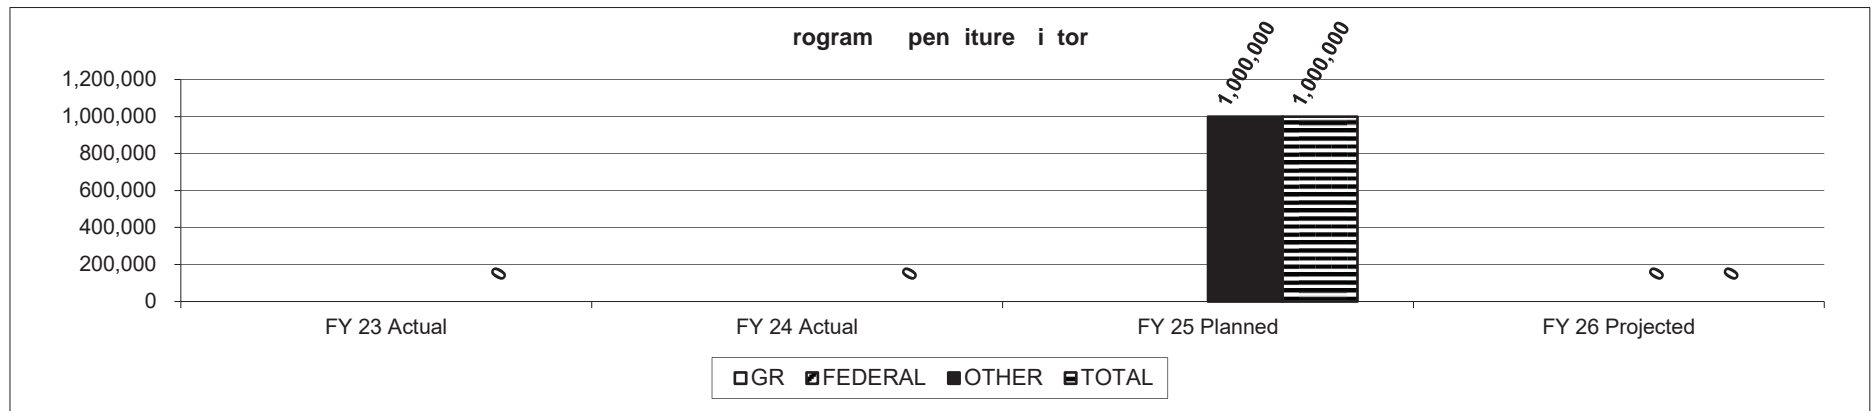 rogram pen iture i tor
1,000,000 1,000,000
1,200,000
1,000,000
800,000
600,000
400,000
200,000
0
0 0 0 0
FY 23 Actual FY 24 Actual FY 25 Planned FY 26 Projected
GR FEDERAL OTHER TOTAL